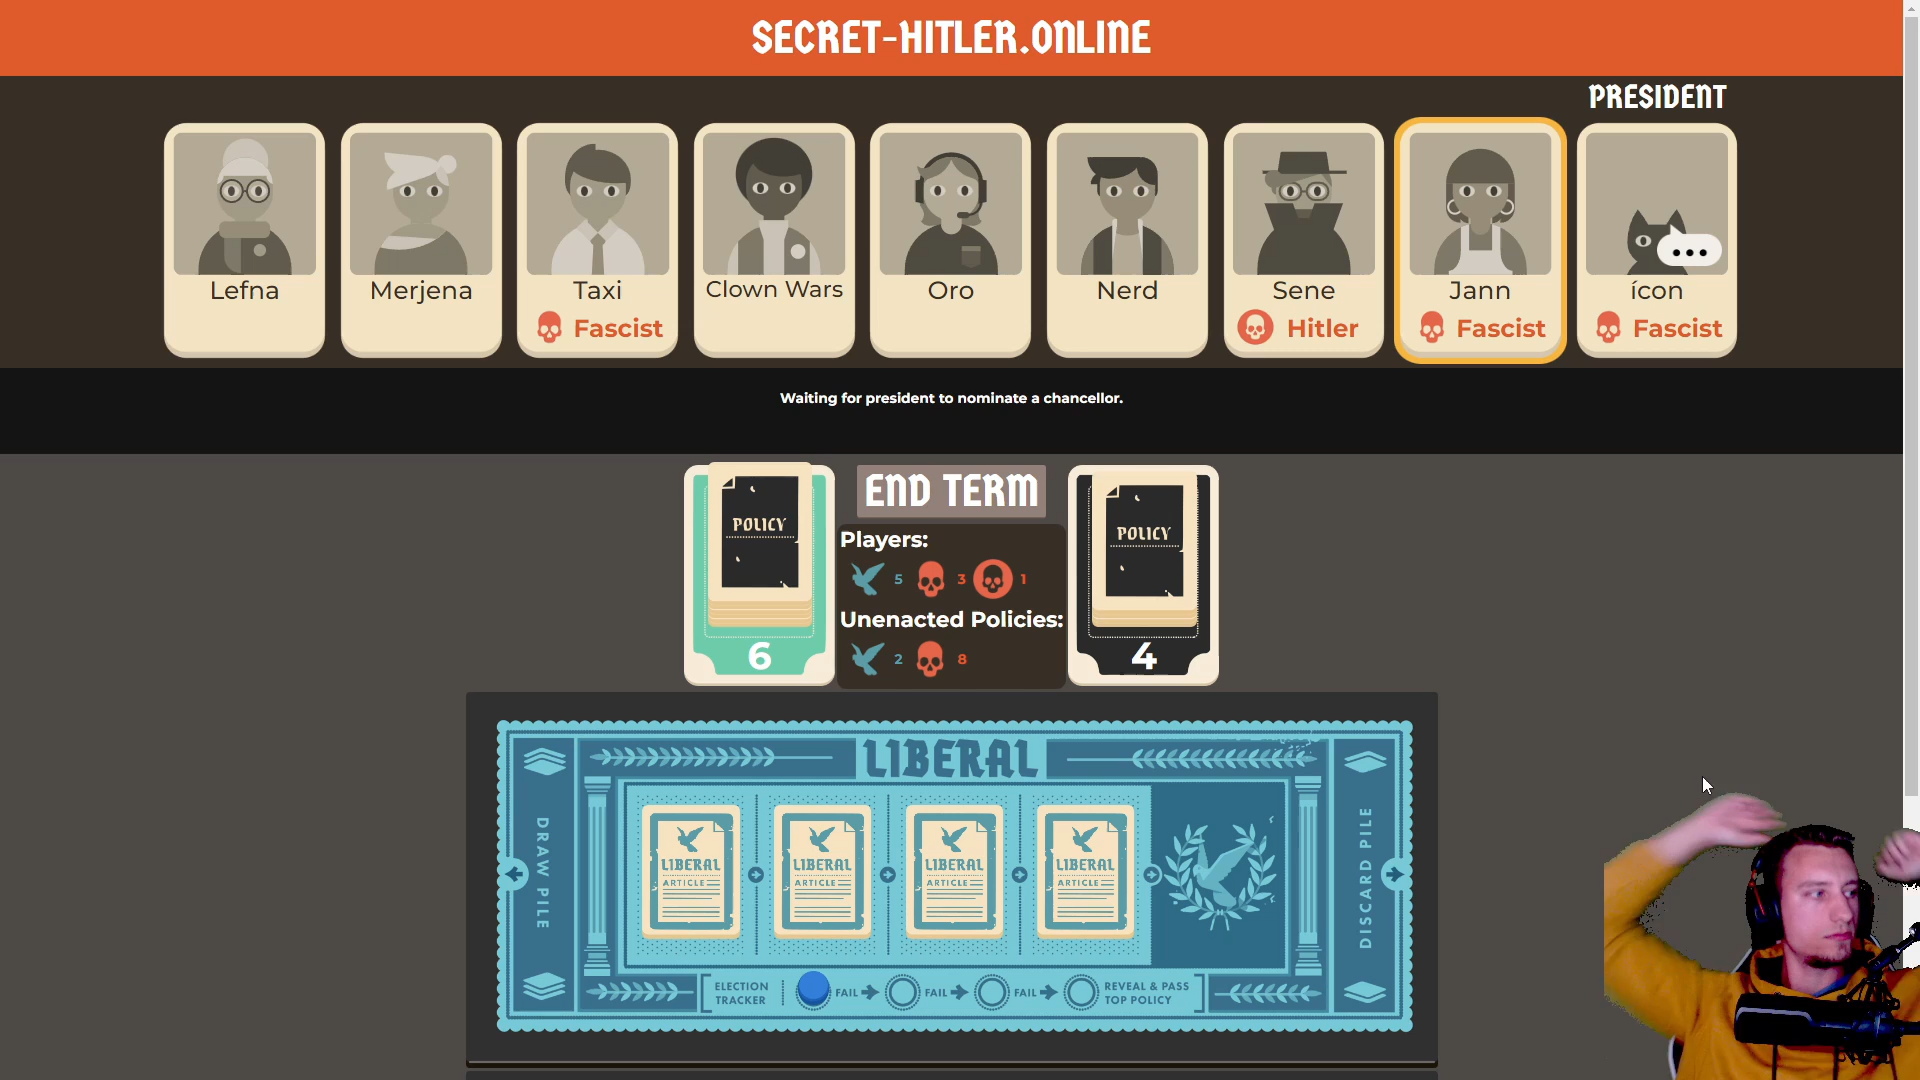 SECRET-HITLER.ONLINE
PRESIDENT
Lefna
Merjena
Taxi
Clown Wars
Oro
Nerd
Sene
Jann
ícon
Fascist
Hitler
Fascist
Fascist
Waiting for president to nominate a chancellor.
POLICY
6
END TERM
Players:
5 3 1
Unenacted Policies:
2 8
POLICY
4
LIBERAL
DRAW PILE
LIBERAL
ARTICLE
LIBERAL
ARTICLE
LIBERAL
ARTICLE
LIBERAL
ARTICLE
DISCARD PILE
ELECTION
TRACKER
FAIL
FAIL
FAIL
REVEAL & PASS
TOP POLICY